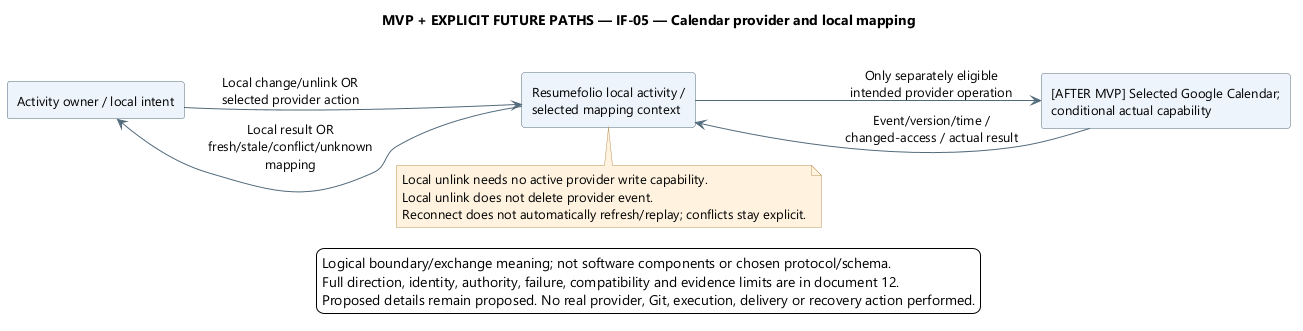 MVP + EXPLICIT FUTURE PATHS — IF-05 — Calendar provider and local mapping
Activity owner / local intent
Local change/unlink OR
selected provider action
Resumefolio local activity /
selected mapping context
Only separately eligible
intended provider operation
[AFTER MVP] Selected Google Calendar;
conditional actual capability
Local result OR
fresh/stale/conflict/unknown
mapping
Event/version/time /
changed-access / actual result
Local unlink needs no active provider write capability.
Local unlink does not delete provider event.
Reconnect does not automatically refresh/replay; conflicts stay explicit.
Logical boundary/exchange meaning; not software components or chosen protocol/schema.
Full direction, identity, authority, failure, compatibility and evidence limits are in document 12.
Proposed details remain proposed. No real provider, Git, execution, delivery or recovery action performed.